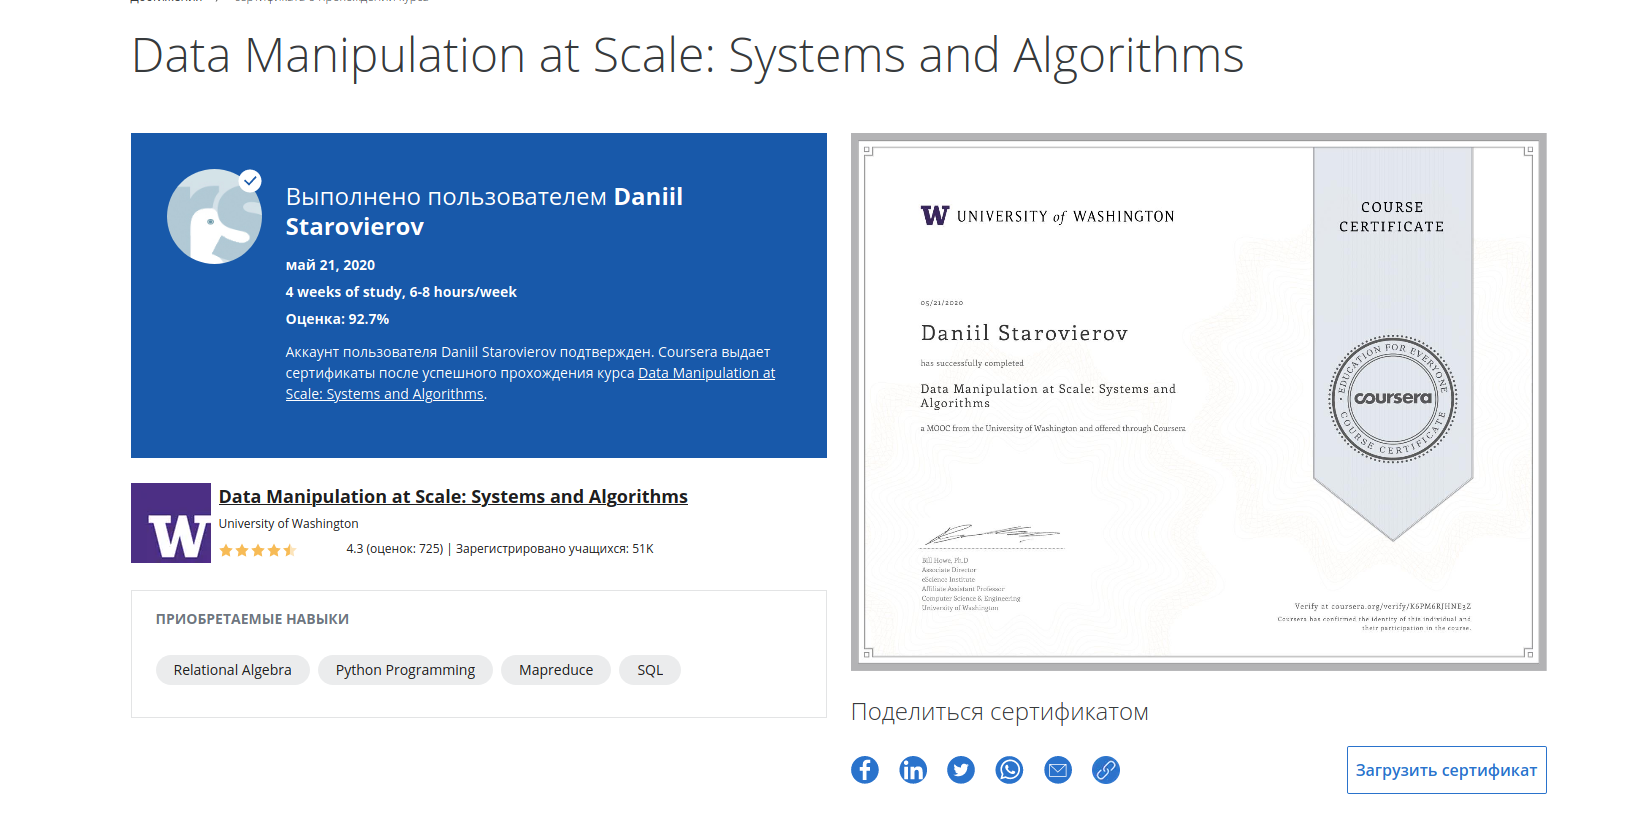 Data Manipulation at Scale: Systems and Algorithms
Выполнено пользователем Daniil
Starovierov
май 21, 2020
4 weeks of study, 6-8 hours/week
Оценка: 92.7%
Аккаунт пользователя Daniil Starovierov подтвержден. Coursera выдает
сертификаты после успешного прохождения курса Data Manipulation at
Scale: Systems and Algorithms.
Data Manipulation at Scale: Systems and Algorithms
University of Washington
4.3 (оценок: 725) | Зарегистрировано учащихся: 51K
ПРИОБРЕТАЕМЫЕ НАВЫКИ
Relational Algebra
Python Programming
Mapreduce
SQL
W UNIVERSITY of WASHINGTON
COURSE
CERTIFICATE
05/21/2020
Daniil Starovierov
has successfully completed
Data Manipulation at Scale: Systems and
Algorithms
a MOOC from the University of Washington and offered through Coursera
EDUCATION FOR EVERYONE
coursera
COURSE CERTIFICATE
Bill Howe, Ph.D
Associate Director
eScience Institute
Affiliate Assistant Professor
Computer Science & Engineering
University of Washington
Verify at coursera.org/verify/K6PM6RJHNE3Z
Coursera has confirmed the identity of this individual and
their participation in the course.
Поделиться сертификатом
Загрузить сертификат